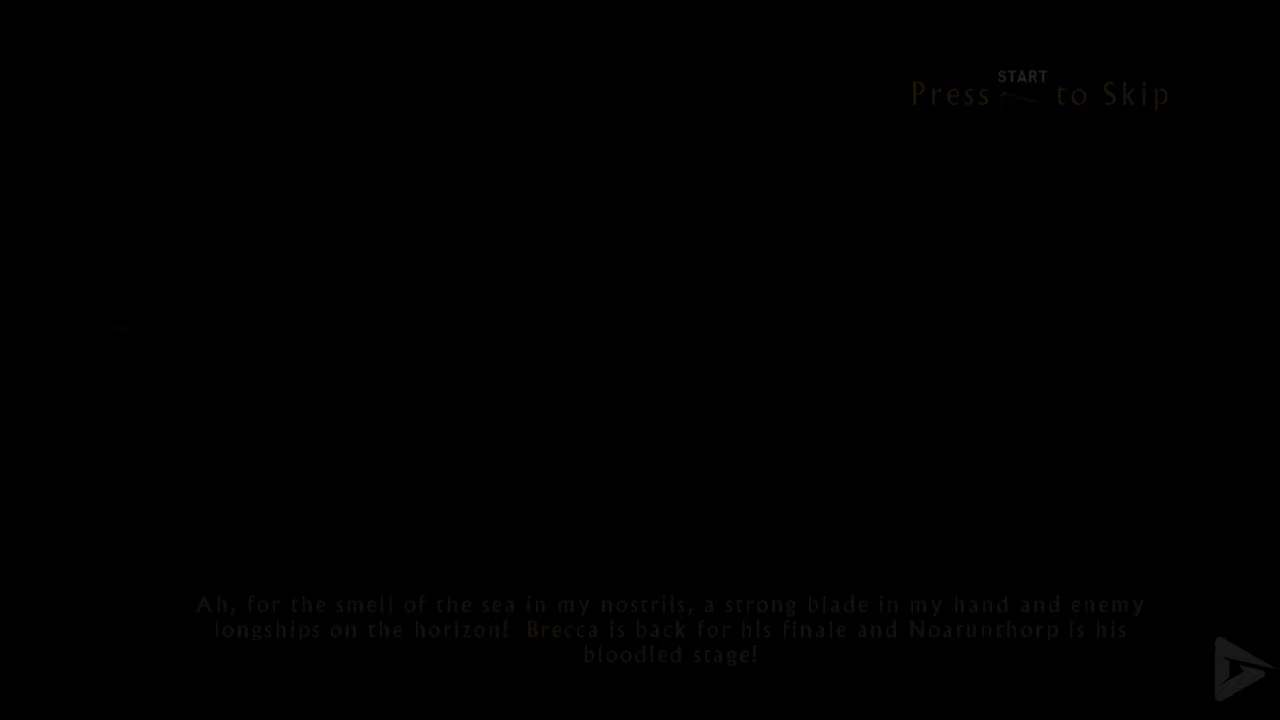 START
Press to Skip
Ah, for the smell of the sea in my nostrils, a strong blade in my hand and enemy
longships on the horizon! Brecca is back for his finale and Noatunthorp is his
bloodied stage!